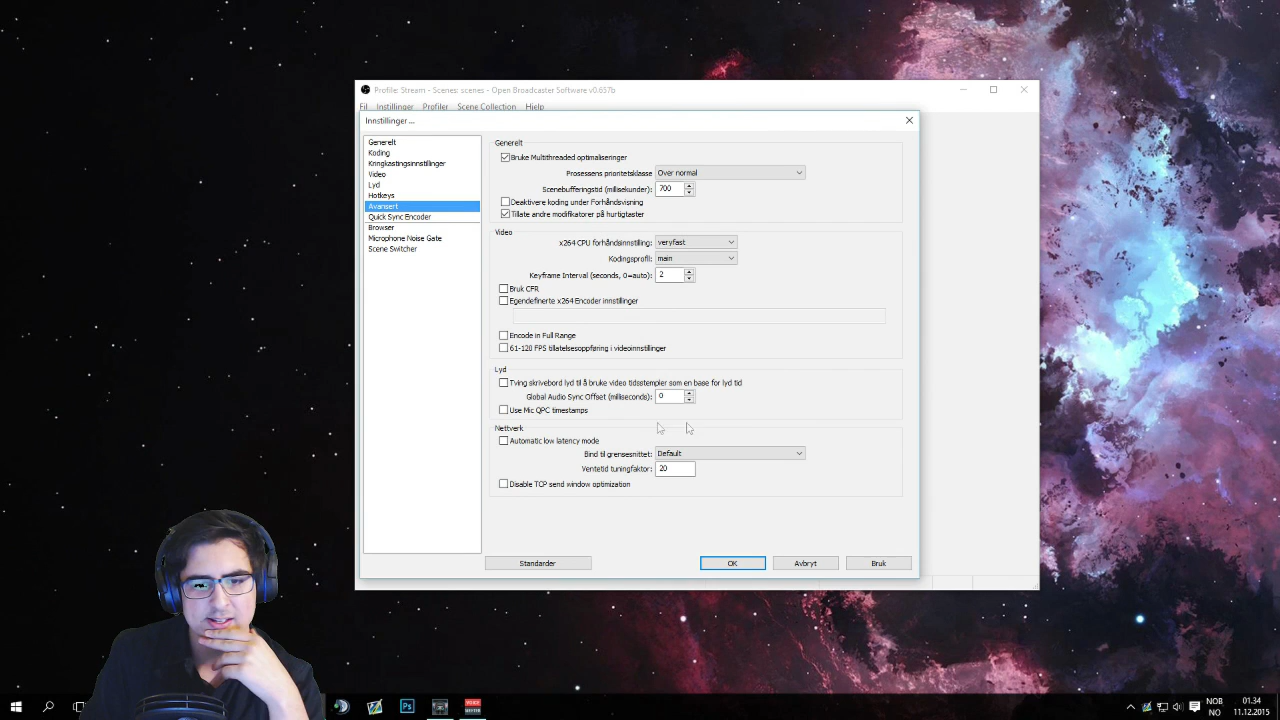 Profile: Stream - Scenes: scenes - Open Broadcaster Software v0.657b
Fil Innstillinger Profiler Scene Collection Hjelp
Innstillinger ...
Generelt
Koding
Kringkastingsinnstillinger
Video
Lyd
Hotkeys
Avansert
Quick Sync Encoder
Browser
Microphone Noise Gate
Scene Switcher
Generelt
Bruke Multithreaded optimaliseringer
Prosessens prioritetsklasse Over normal
Scenebufferingstid (millisekunder): 700
Deaktivere koding under Forhåndsvisning
Tillate andre modifikatorer på hurtigtaster
Video
x264 CPU forhåndsinnstilling: veryfast
Kodingsprofil: main
Keyframe Interval (seconds, 0=auto): 2
Bruk CFR
Egendefinerte x264 Encoder innstillinger
Encode in Full Range
61-120 FPS tillatelsesoppføring i videoinnstillinger
Lyd
Tving skrivebord lyd til å bruke video tidsstempler som en base for lyd tid
Global Audio Sync Offset (milliseconds): 0
Use Mic QPC timestamps
Nettverk
Automatic low latency mode
Bind til grensesnittet: Default
Ventetid tuningfaktor: 20
Disable TCP send window optimization
Standarder OK Avbryt Bruk
Ps
VOICE
MEETER
NOB
NO
01.34
11.12.2015